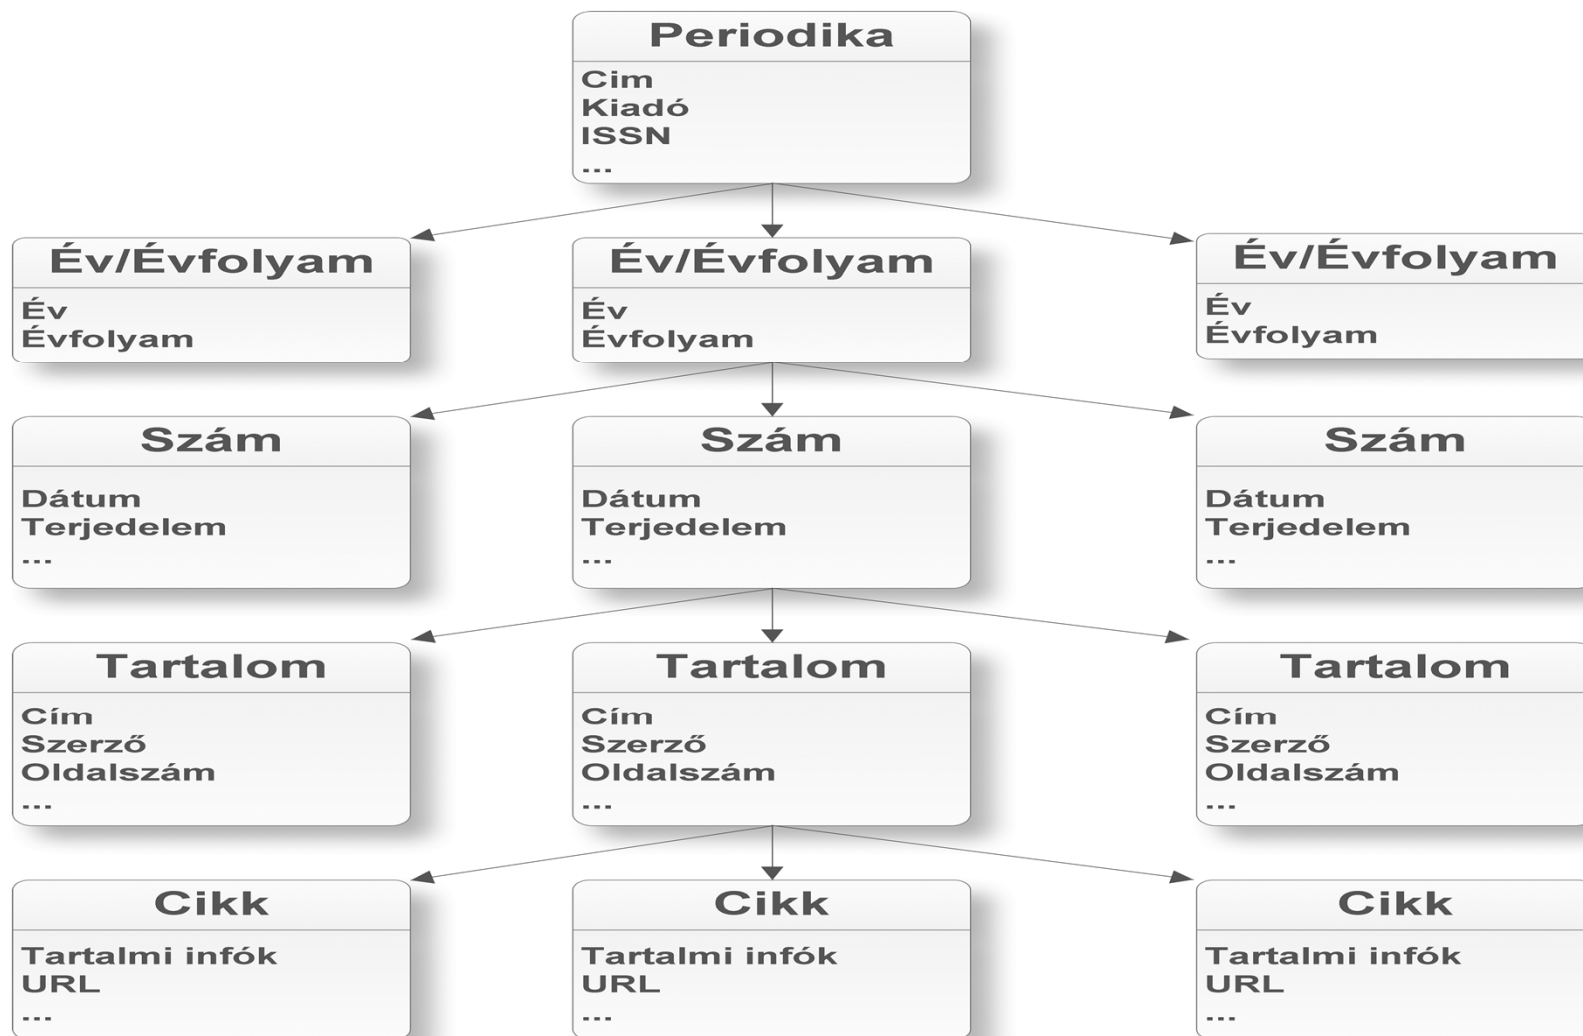 Periodika
Cim
Kiadó
ISSN
...
Év/Évfolyam
Év
Évfolyam
Év/Évfolyam
Év
Évfolyam
Év/Évfolyam
Év
Évfolyam
Szám
Dátum
Terjedelem
...
Szám
Dátum
Terjedelem
...
Szám
Dátum
Terjedelem
...
Tartalom
Cím
Szerző
Oldalszám
...
Tartalom
Cím
Szerző
Oldalszám
...
Tartalom
Cím
Szerző
Oldalszám
...
Cikk
Tartalmi infók
URL
...
Cikk
Tartalmi infók
URL
...
Cikk
Tartalmi infók
URL
...